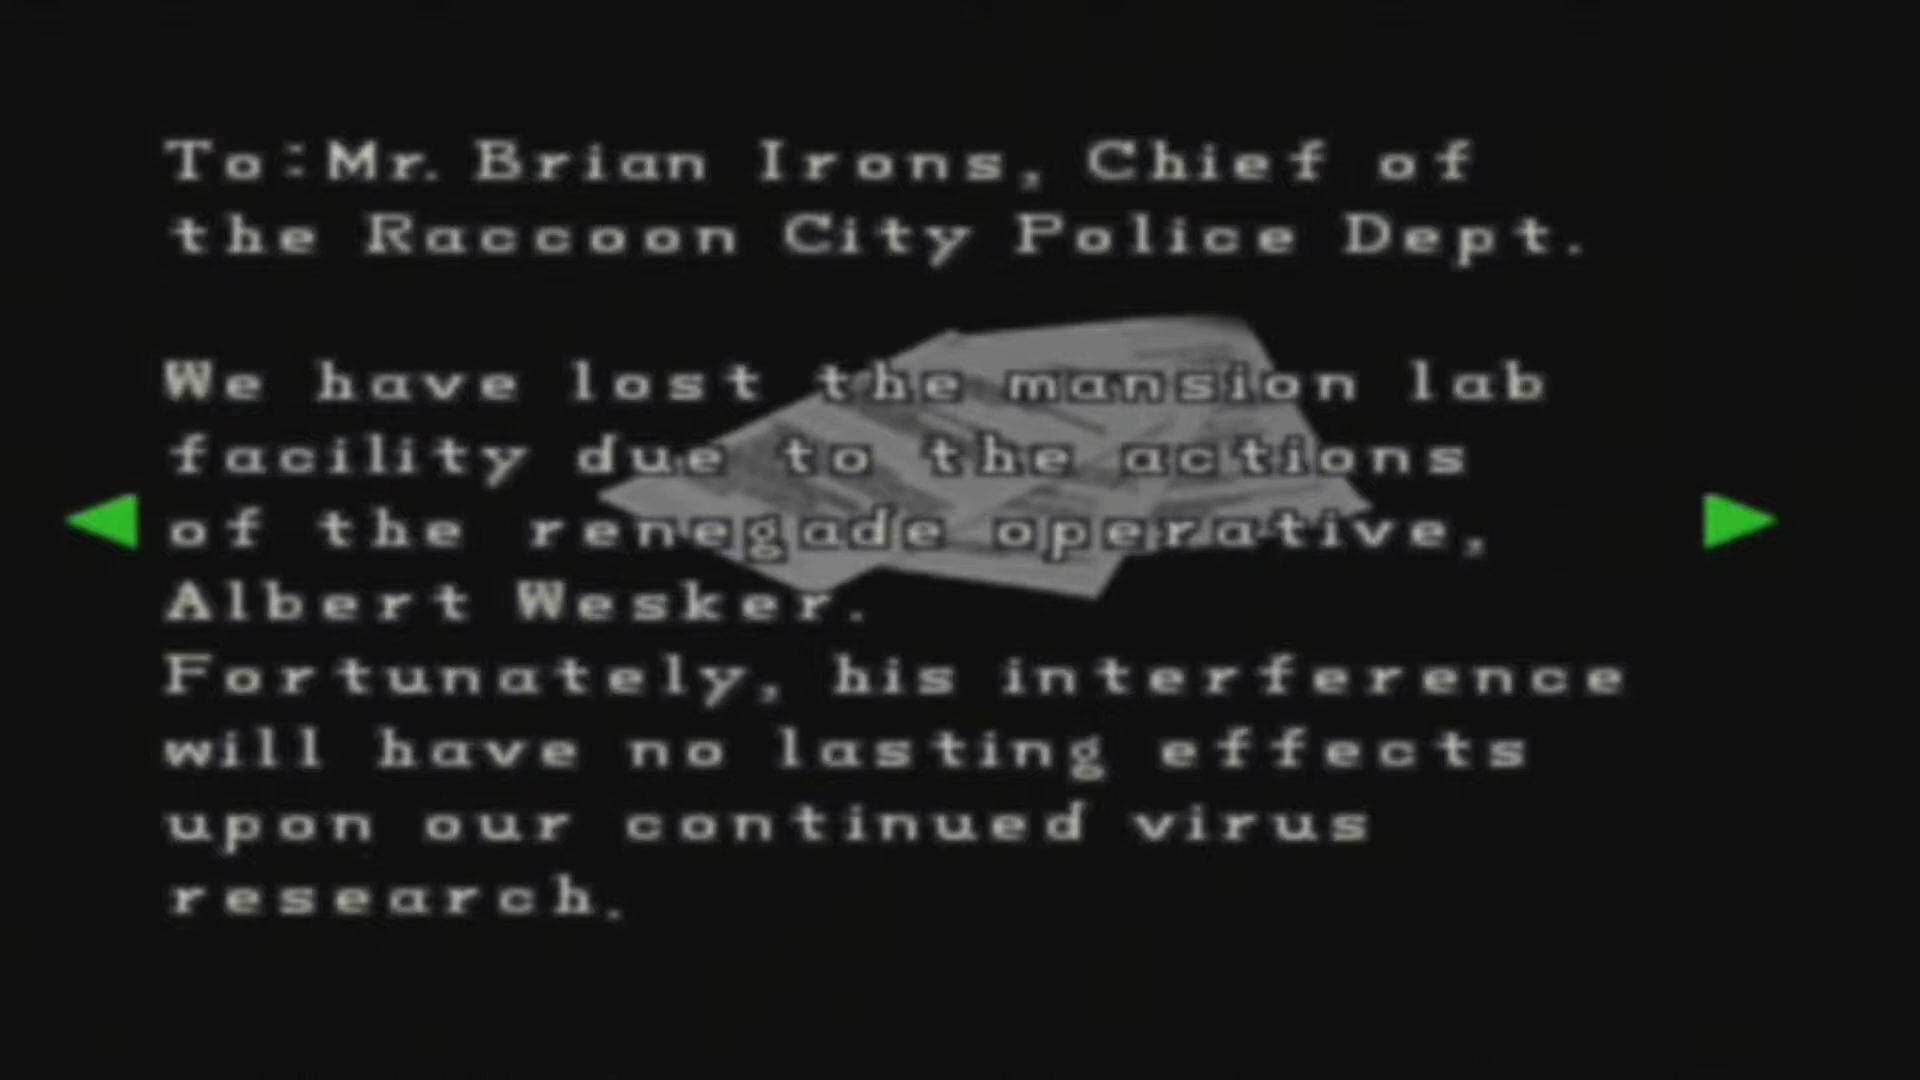 To:Mr. Brian Irons, Chief of
the Raccoon City Police Dept.
We have lost the mansion lab
facility due to the actions
of the renegade operative,
Albert Wesker.
Fortunately, his interference
will have no lasting effects
upon our continued virus
research.